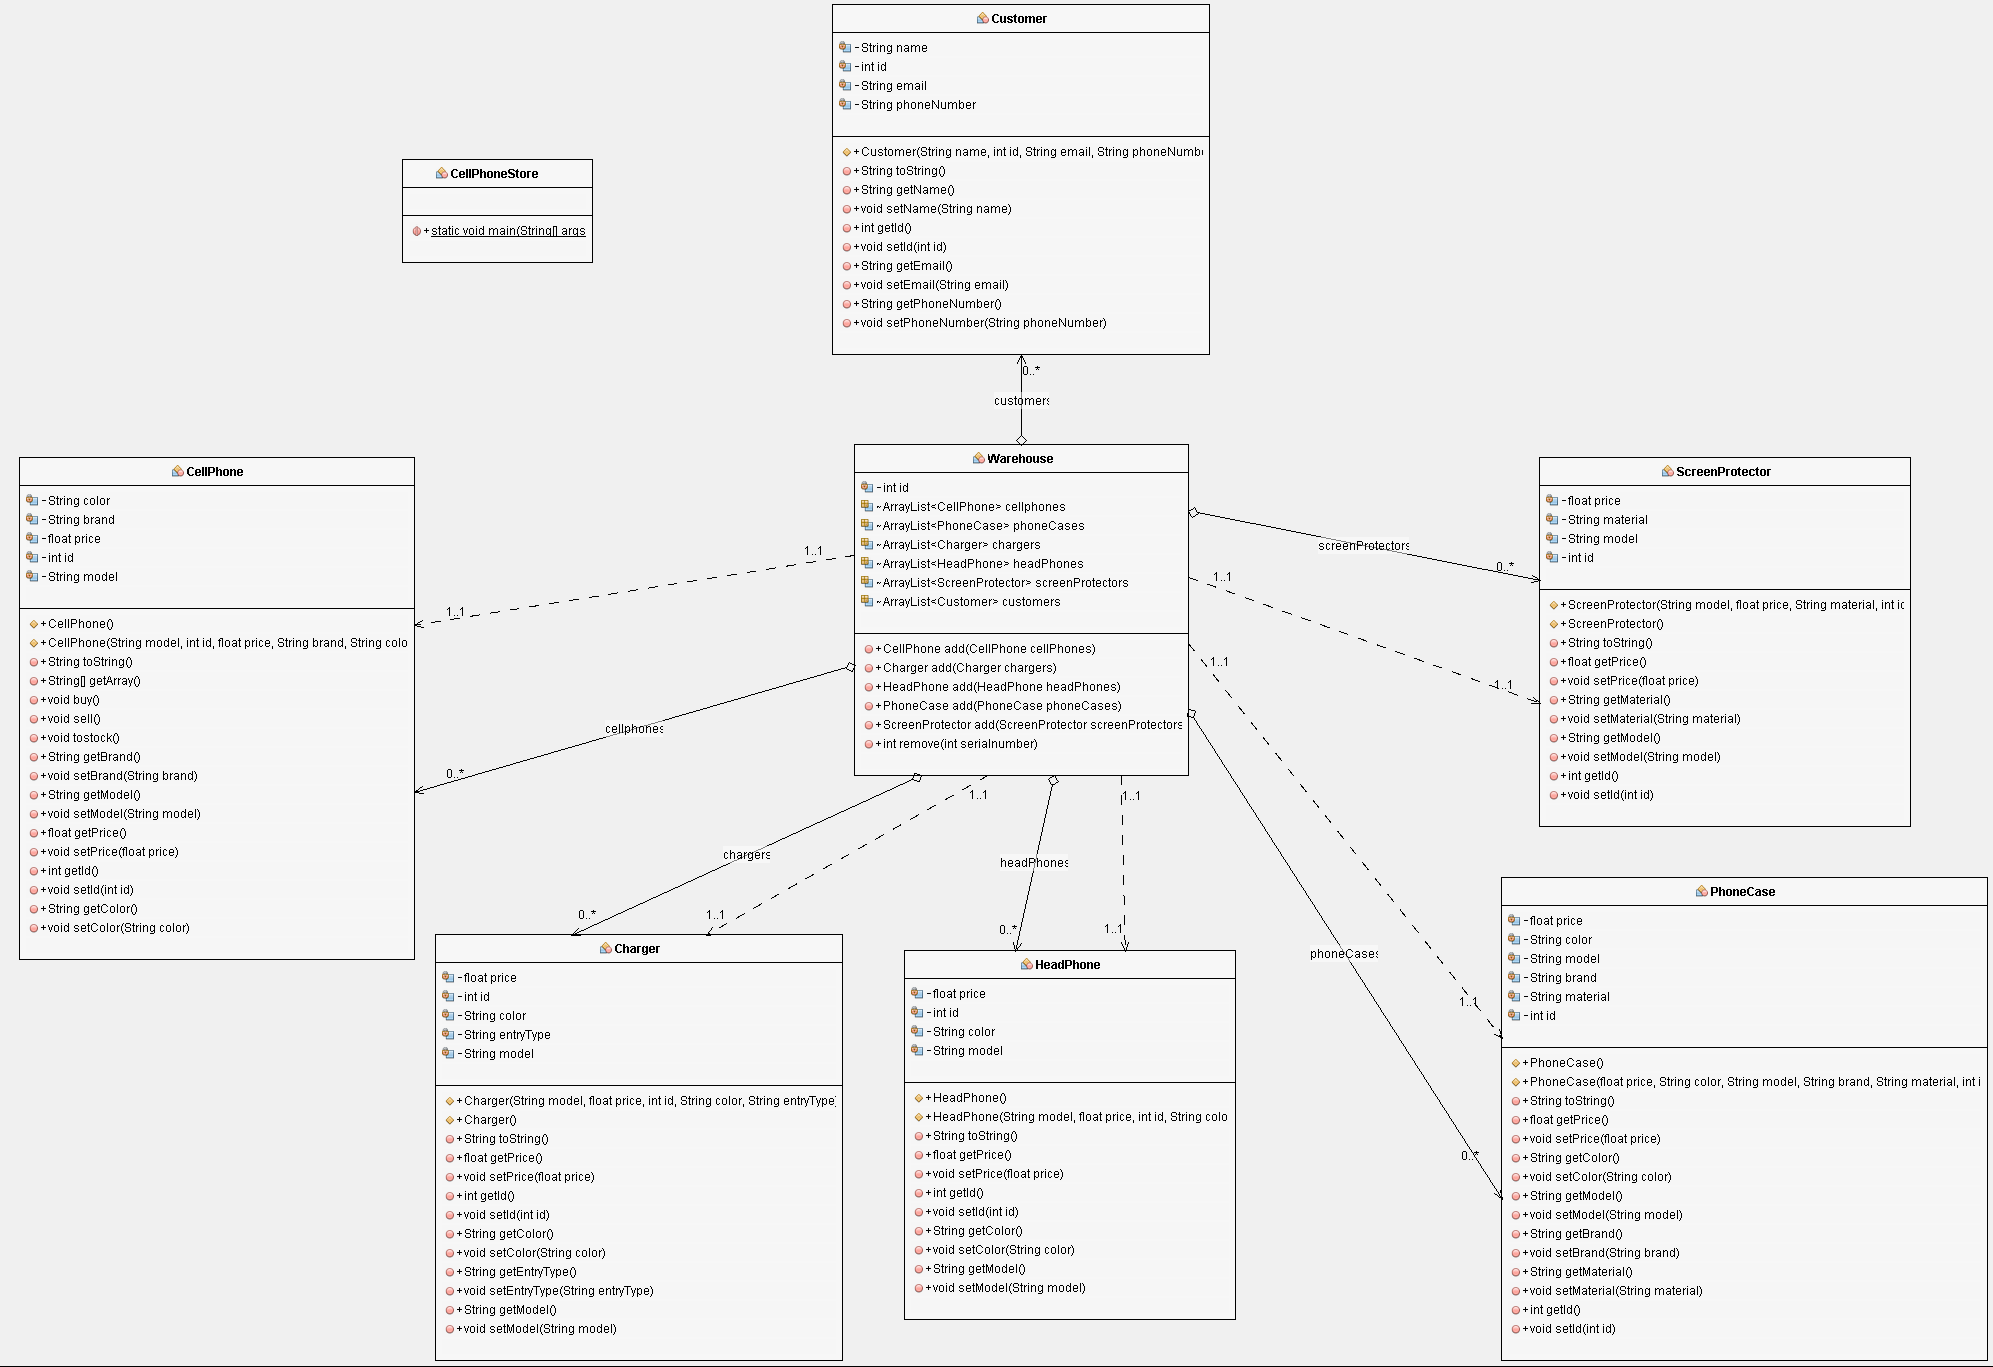 Customer
-String name
-int id
-String email
-String phoneNumber
+Customer(String name, int id, String email, String phoneNumb
+String toString()
+String getName()
+void setName(String name)
+int getId()
+void setId(int id)
+String getEmail()
+void setEmail(String email)
+String getPhoneNumber()
+void setPhoneNumber(String phoneNumber)
CellPhoneStore
+static void main(String[] args
0..*
customers
CellPhone
-String color
-String brand
-float price
-int id
-String model
+CellPhone()
+CellPhone(String model, int id, float price, String brand, String colo
+String toString()
+String[] getArray()
+void buy()
+void sell()
+void tostock()
+String getBrand()
+void setBrand(String brand)
+String getModel()
+void setModel(String model)
+float getPrice()
+void setPrice(float price)
+int getId()
+void setId(int id)
+String getColor()
+void setColor(String color)
Warehouse
-int id
~ArrayList<CellPhone> cellphones
~ArrayList<PhoneCase> phoneCases
~ArrayList<Charger> chargers
~ArrayList<HeadPhone> headPhones
~ArrayList<ScreenProtector> screenProtectors
~ArrayList<Customer> customers
+CellPhone add(CellPhone cellPhones)
+Charger add(Charger chargers)
+HeadPhone add(HeadPhone headPhones)
+PhoneCase add(PhoneCase phoneCases)
+ScreenProtector add(ScreenProtector screenProtectors
+int remove(int serialnumber)
ScreenProtector
-float price
-String material
-String model
-int id
+ScreenProtector(String model, float price, String material, int id
+ScreenProtector()
+String toString()
+float getPrice()
+void setPrice(float price)
+String getMaterial()
+void setMaterial(String material)
+String getModel()
+void setModel(String model)
+int getId()
+void setId(int id)
1..1
1..1
cellphones
0..*
screenProtectors
0..*
1..1
1..1
1..1
1..1
phoneCases
0..*
chargers
0..*
1..1
1..1
headPhones
0..*
1..1
1..1
Charger
-float price
-int id
-String color
-String entryType
-String model
+Charger(String model, float price, int id, String color, String entryType
+Charger()
+String toString()
+float getPrice()
+void setPrice(float price)
+int getId()
+void setId(int id)
+String getColor()
+void setColor(String color)
+String getEntryType()
+void setEntryType(String entryType)
+String getModel()
+void setModel(String model)
HeadPhone
-float price
-int id
-String color
-String model
+HeadPhone()
+HeadPhone(String model, float price, int id, String colo
+String toString()
+float getPrice()
+void setPrice(float price)
+int getId()
+void setId(int id)
+String getColor()
+void setColor(String color)
+String getModel()
+void setModel(String model)
PhoneCase
-float price
-String color
-String model
-String brand
-String material
-int id
+PhoneCase()
+PhoneCase(float price, String color, String model, String brand, String material, int i
+String toString()
+float getPrice()
+void setPrice(float price)
+String getColor()
+void setColor(String color)
+String getModel()
+void setModel(String model)
+String getBrand()
+void setBrand(String brand)
+String getMaterial()
+void setMaterial(String material)
+int getId()
+void setId(int id)